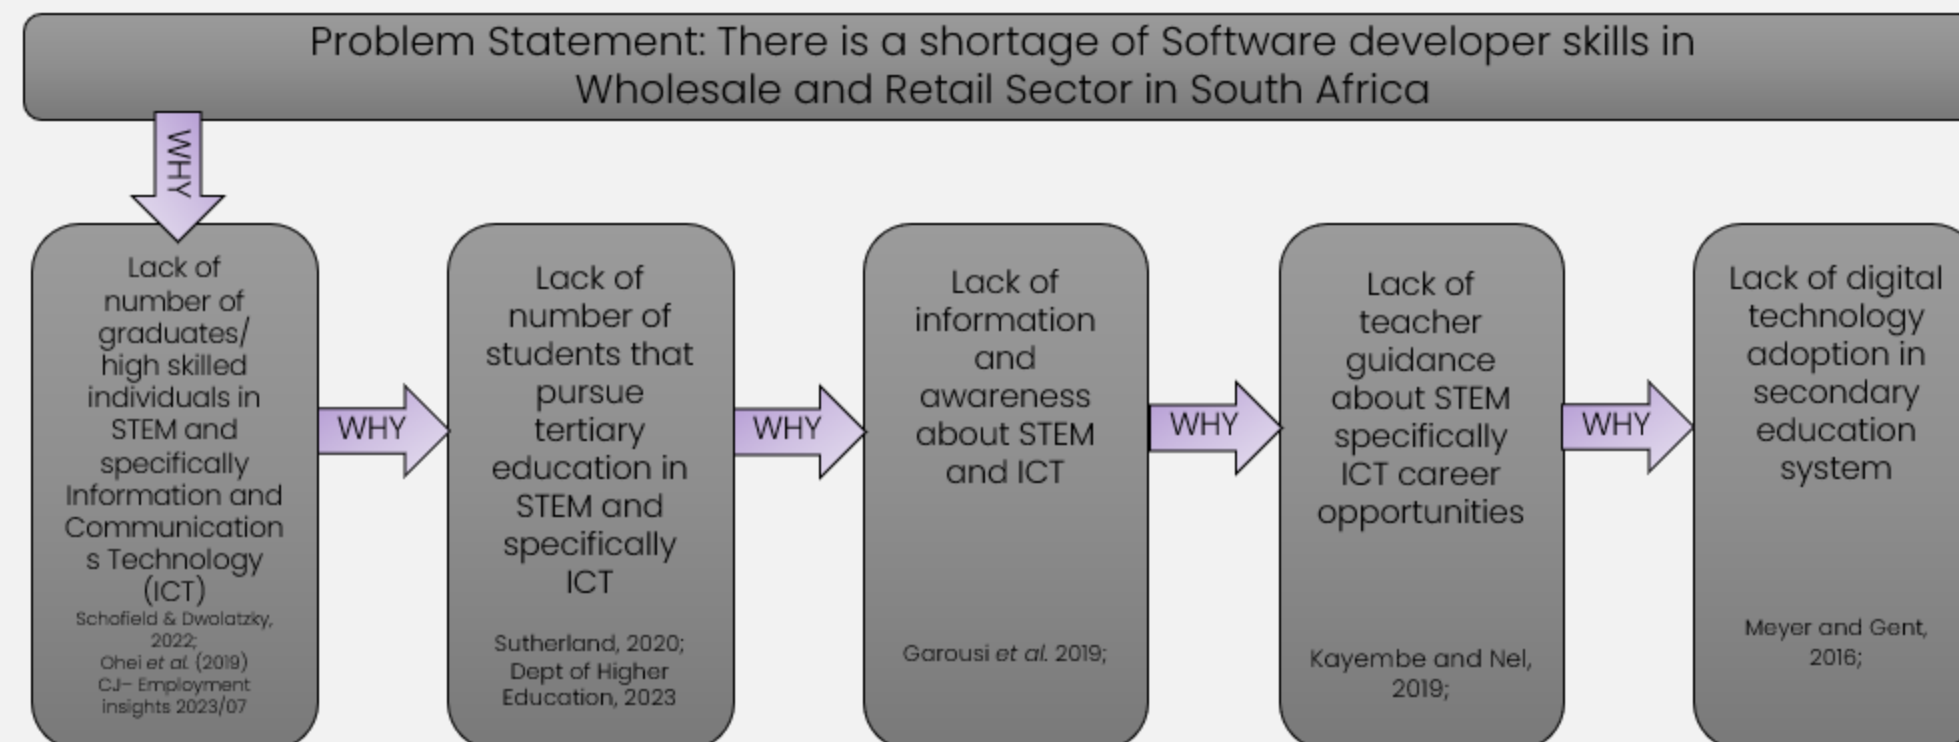 Problem Statement: There is a shortage of Software developer skills in
Wholesale and Retail Sector in South Africa
WHY
Lack of
number of
graduates/
high skilled
individuals in
STEM and
specifically
Information and
Communication
s Technology
(ICT)
Schofield & Dwolatzky,
2022;
Ohei et al. (2019)
CJ– Employment
insights 2023/07
WHY
Lack of
number of
students that
pursue
tertiary
education in
STEM and
specifically
ICT
Sutherland, 2020;
Dept of Higher
Education, 2023
WHY
Lack of
information
and
awareness
about STEM
and ICT
Garousi et al. 2019;
WHY
Lack of
teacher
guidance
about STEM
specifically
ICT career
opportunities
Kayembe and Nel,
2019;
WHY
Lack of digital
technology
adoption in
secondary
education
system
Meyer and Gent,
2016;